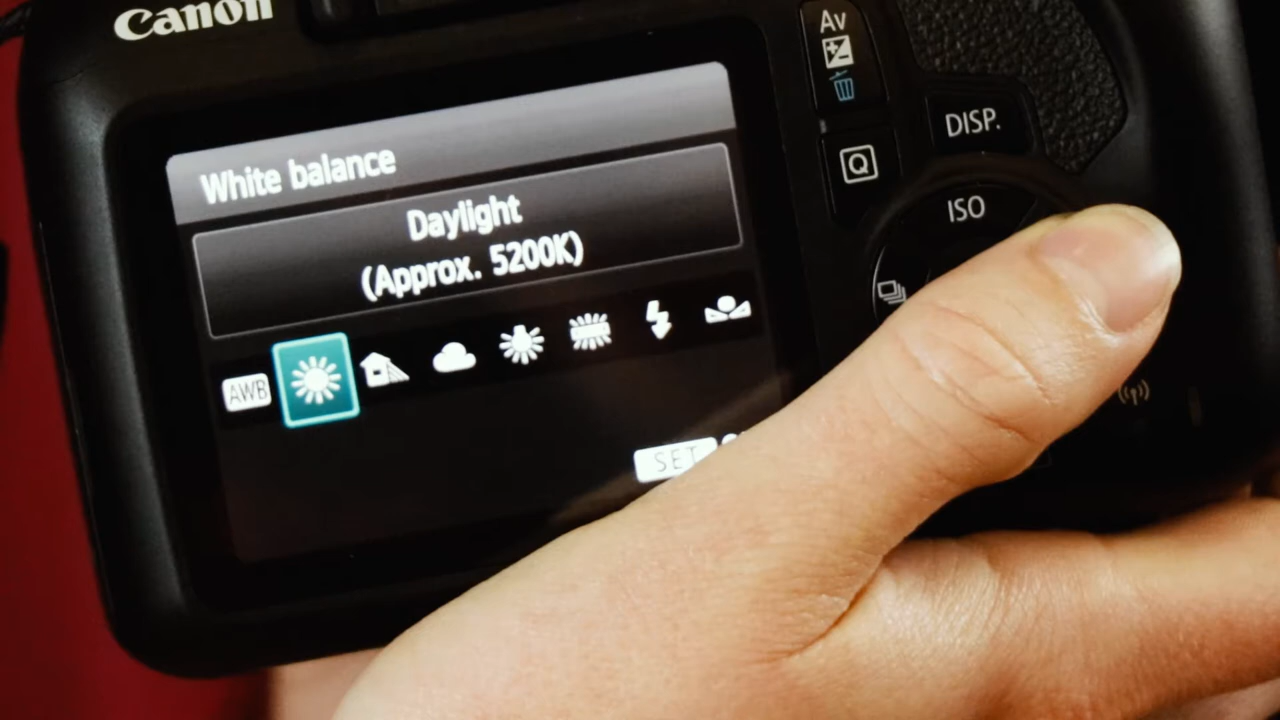 Canon
White balance
Daylight
(Approx. 5200K)
AWB
SET
Av
Q
DISP.
ISO